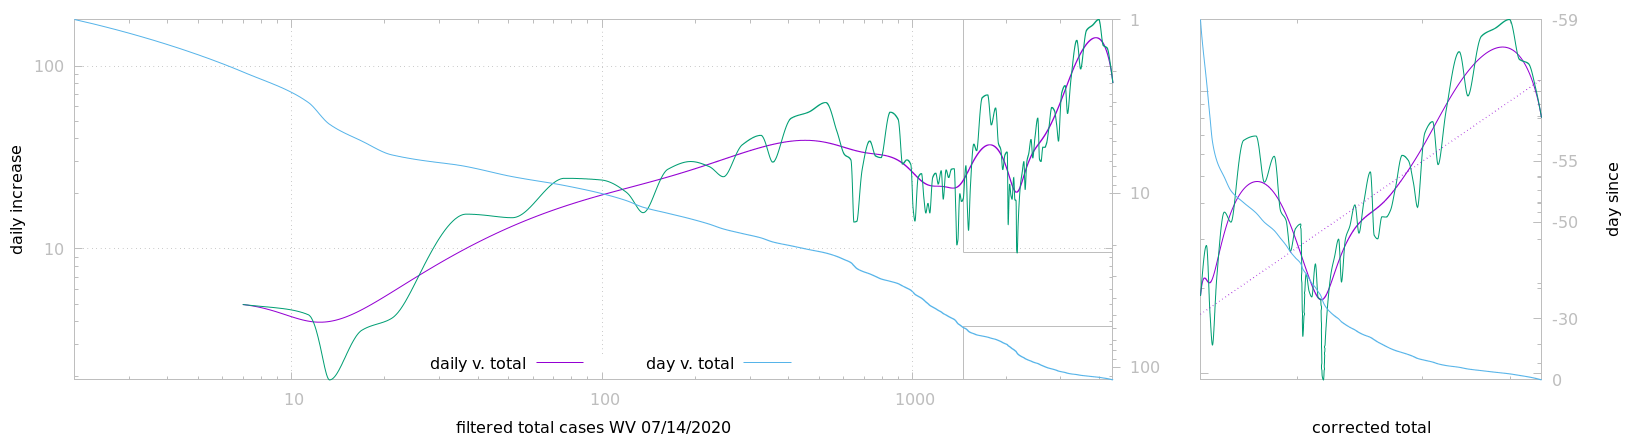 1
-59
100
daily increase
-55
day since
10
-50
10
-30
daily v. total
day v. total
100
0
10
100
1000
filtered total cases WV 07/14/2020
corrected total